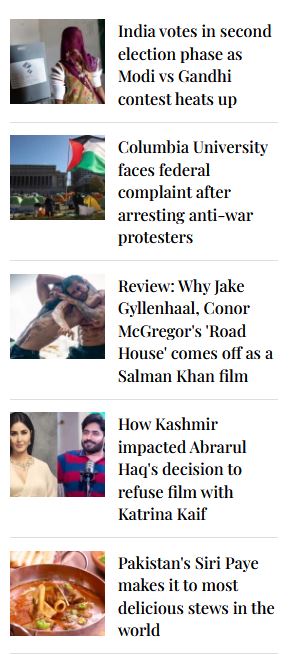 India votes in second
election phase as
Modi vs Gandhi
contest heats up
Columbia University
faces federal
complaint after
arresting anti-war
protesters
Review: Why Jake
Gyllenhaal, Conor
McGregor's 'Road
House' comes off as a
Salman Khan film
How Kashmir
impacted Abrarul
Haq's decision to
refuse film with
Katrina Kaif
Pakistan's Siri Paye
makes it to most
delicious stews in the
world